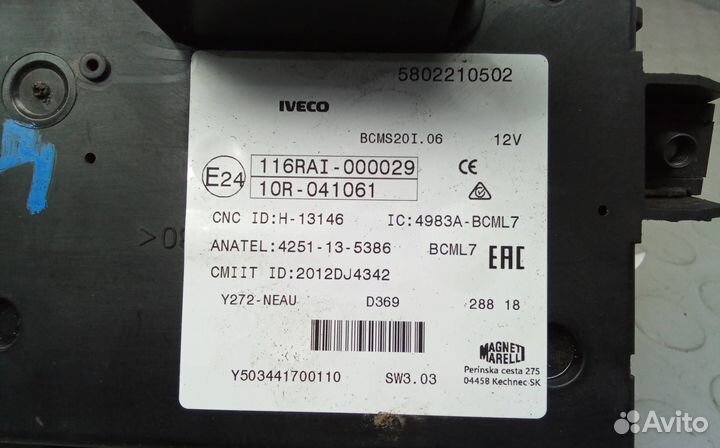 5802210502
IVECO
BCMS20I.06 12V
E24 116RAI-000029 CE
10R-041061
CNC ID:H-13146 IC:4983A-BCML7
ANATEL:4251-13-5386 BCML7 EAC
CMIIT ID:2012DJ4342
Y272-NEAU D369 288 18
MAGNETI
MARELLI
Perinska cesta 275
04458 Kechnec SK
Y503441700110 SW3.03
Avito